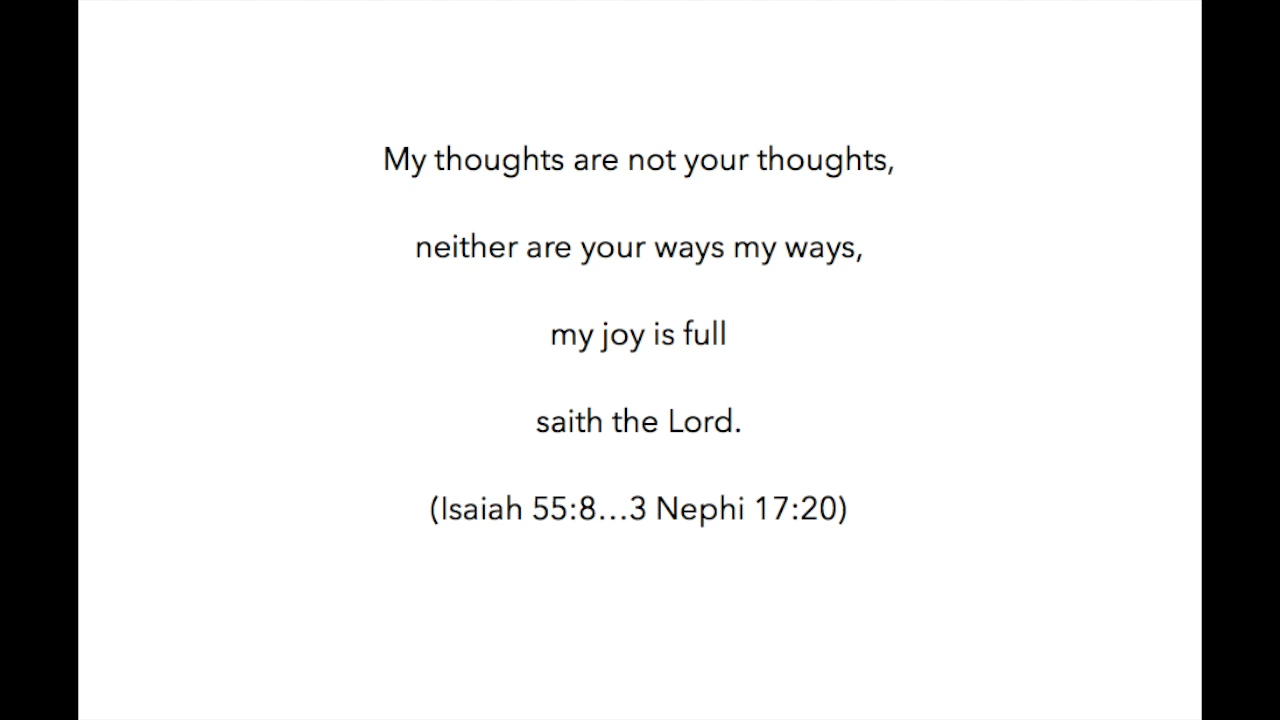 My thoughts are not your thoughts,
neither are your ways my ways,
my joy is full
saith the Lord.
(Isaiah 55:8...3 Nephi 17:20)